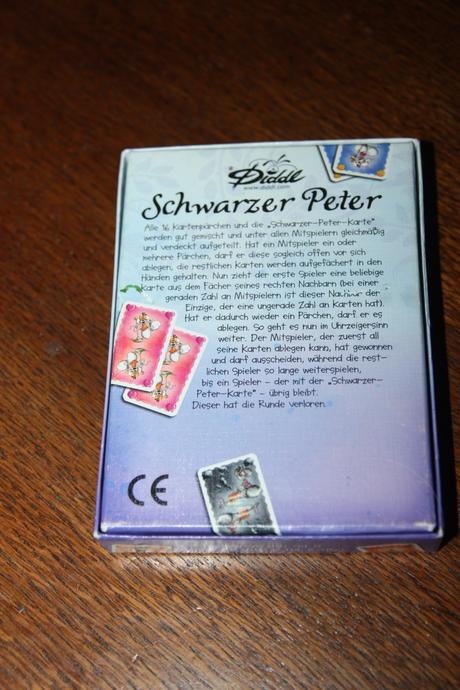 Diddl
www.diddl.com
Schwarzer Peter
Alle 16 Kartenpärchen und die „Schwarzer-Peter-Karte"
werden gut gemischt und unter allen Mitspielern gleichmäßig
und verdeckt aufgeteilt. Hat ein Mitspieler ein oder
mehrere Pärchen, darf er diese sogleich offen vor sich
ablegen, die restlichen Karten werden aufgefächert in den
Händen gehalten. Nun zieht der erste Spieler eine beliebige
Karte aus dem Fächer seines rechten Nachbarn (bei einer
geraden Zahl an Mitspielern ist dieser Nachbar der
Einzige, der eine ungerade Zahl an Karten hat).
Hat er dadurch wieder ein Pärchen, darf er es
ablegen. So geht es nun im Uhrzeigersinn
weiter. Der Mitspieler, der zuerst all
seine Karten ablegen kann, hat gewonnen
und darf ausscheiden, während die rest-
lichen Spieler so lange weiterspielen,
bis ein Spieler - der mit der „Schwarzer-
Peter-Karte" - übrig bleibt.
Dieser hat die Runde verloren.
CE